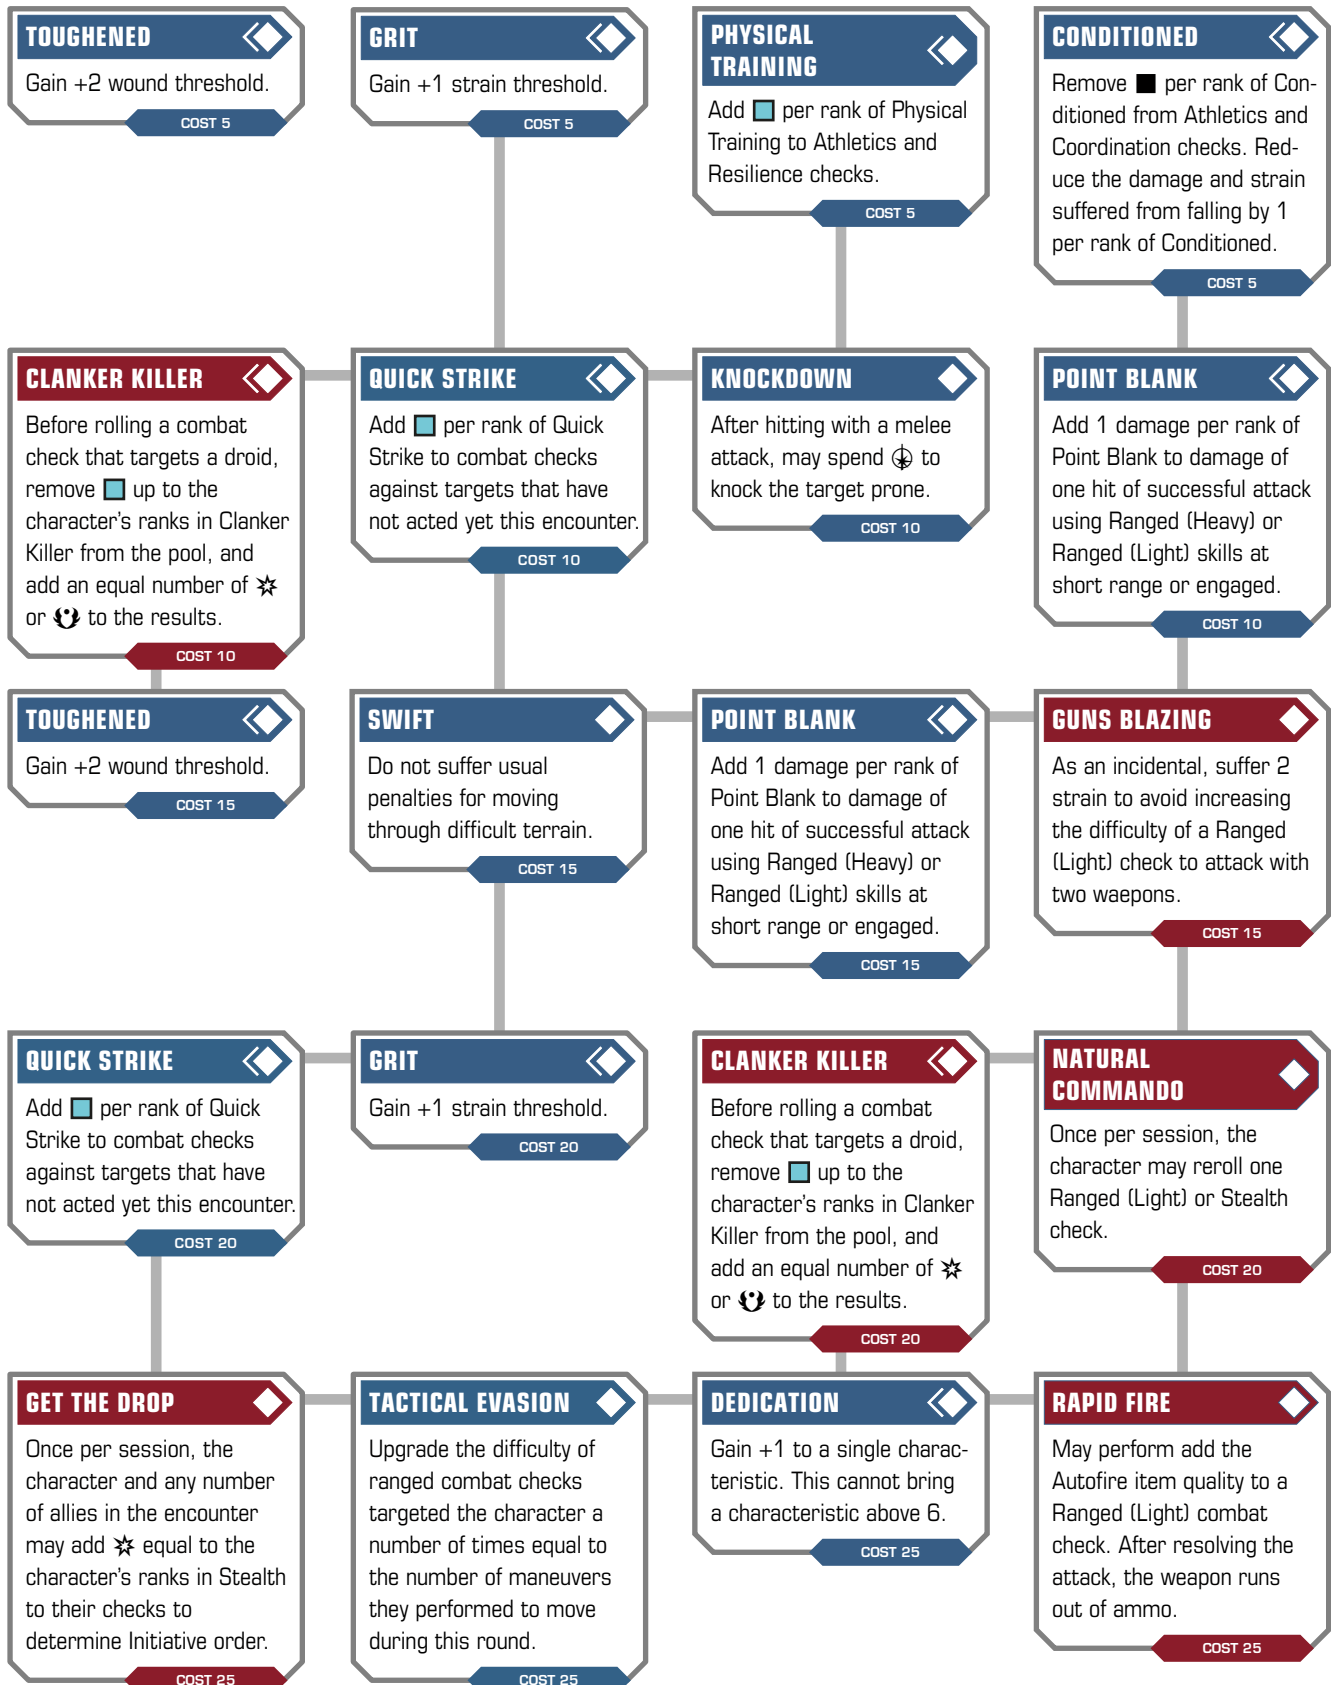 TOUGHENED
Gain +2 wound threshold.
COST 5
GRIT
Gain +1 strain threshold.
COST 5
PHYSICAL
TRAINING
Add per rank of Physical
Training to Athletics and
Resilience checks.
COST 5
CONDITIONED
Remove per rank of Con-
ditioned from Athletics and
Coordination checks. Red-
uce the damage and strain
suffered from falling by 1
per rank of Conditioned.
COST 5
CLANKER KILLER
Before rolling a combat
check that targets a droid,
remove up to the
character's ranks in Clanker
Killer from the pool, and
add an equal number of
or to the results.
COST 10
QUICK STRIKE
Add per rank of Quick
Strike to combat checks
against targets that have
not acted yet this encounter.
COST 10
KNOCKDOWN
After hitting with a melee
attack, may spend to
knock the target prone.
COST 10
POINT BLANK
Add 1 damage per rank of
Point Blank to damage of
one hit of successful attack
using Ranged (Heavy) or
Ranged (Light) skills at
short range or engaged.
COST 10
TOUGHENED
Gain +2 wound threshold.
COST 15
SWIFT
Do not suffer usual
penalties for moving
through difficult terrain.
COST 15
POINT BLANK
Add 1 damage per rank of
Point Blank to damage of
one hit of successful attack
using Ranged (Heavy) or
Ranged (Light) skills at
short range or engaged.
COST 15
GUNS BLAZING
As an incidental, suffer 2
strain to avoid increasing
the difficulty of a Ranged
(Light) check to attack with
two waepons.
COST 15
QUICK STRIKE
Add per rank of Quick
Strike to combat checks
against targets that have
not acted yet this encounter.
COST 20
GRIT
Gain +1 strain threshold.
COST 20
CLANKER KILLER
Before rolling a combat
check that targets a droid,
remove up to the
character's ranks in Clanker
Killer from the pool, and
add an equal number of
or to the results.
COST 20
NATURAL
COMMANDO
Once per session, the
character may reroll one
Ranged (Light) or Stealth
check.
COST 20
GET THE DROP
Once per session, the
character and any number
of allies in the encounter
may add equal to the
character's ranks in Stealth
to their checks to
determine Initiative order.
COST 25
TACTICAL EVASION
Upgrade the difficulty of
ranged combat checks
targeted the character a
number of times equal to
the number of maneuvers
they performed to move
during this round.
COST 25
DEDICATION
Gain +1 to a single charac-
teristic. This cannot bring
a characteristic above 6.
COST 25
RAPID FIRE
May perform add the
Autofire item quality to a
Ranged (Light) combat
check. After resolving the
attack, the weapon runs
out of ammo.
COST 25